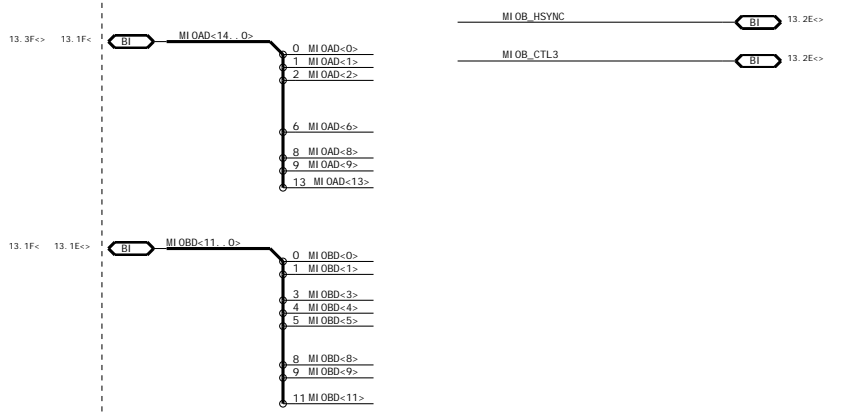 MIOB_HSYNC
BI 13.2E<>
13.3F<> 13.1F< BI MIOAD<14..0>
0 MIOAD<0>
MIOB_CTL3
BI 13.2E<>
1 MIOAD<1>
2 MIOAD<2>
6 MIOAD<6>
8 MIOAD<8>
9 MIOAD<9>
13 MIOAD<13>
13.1F< 13.1E<> BI MIOBD<11..0>
0 MIOBD<0>
1 MIOBD<1>
3 MIOBD<3>
4 MIOBD<4>
5 MIOBD<5>
8 MIOBD<8>
9 MIOBD<9>
11 MIOBD<11>